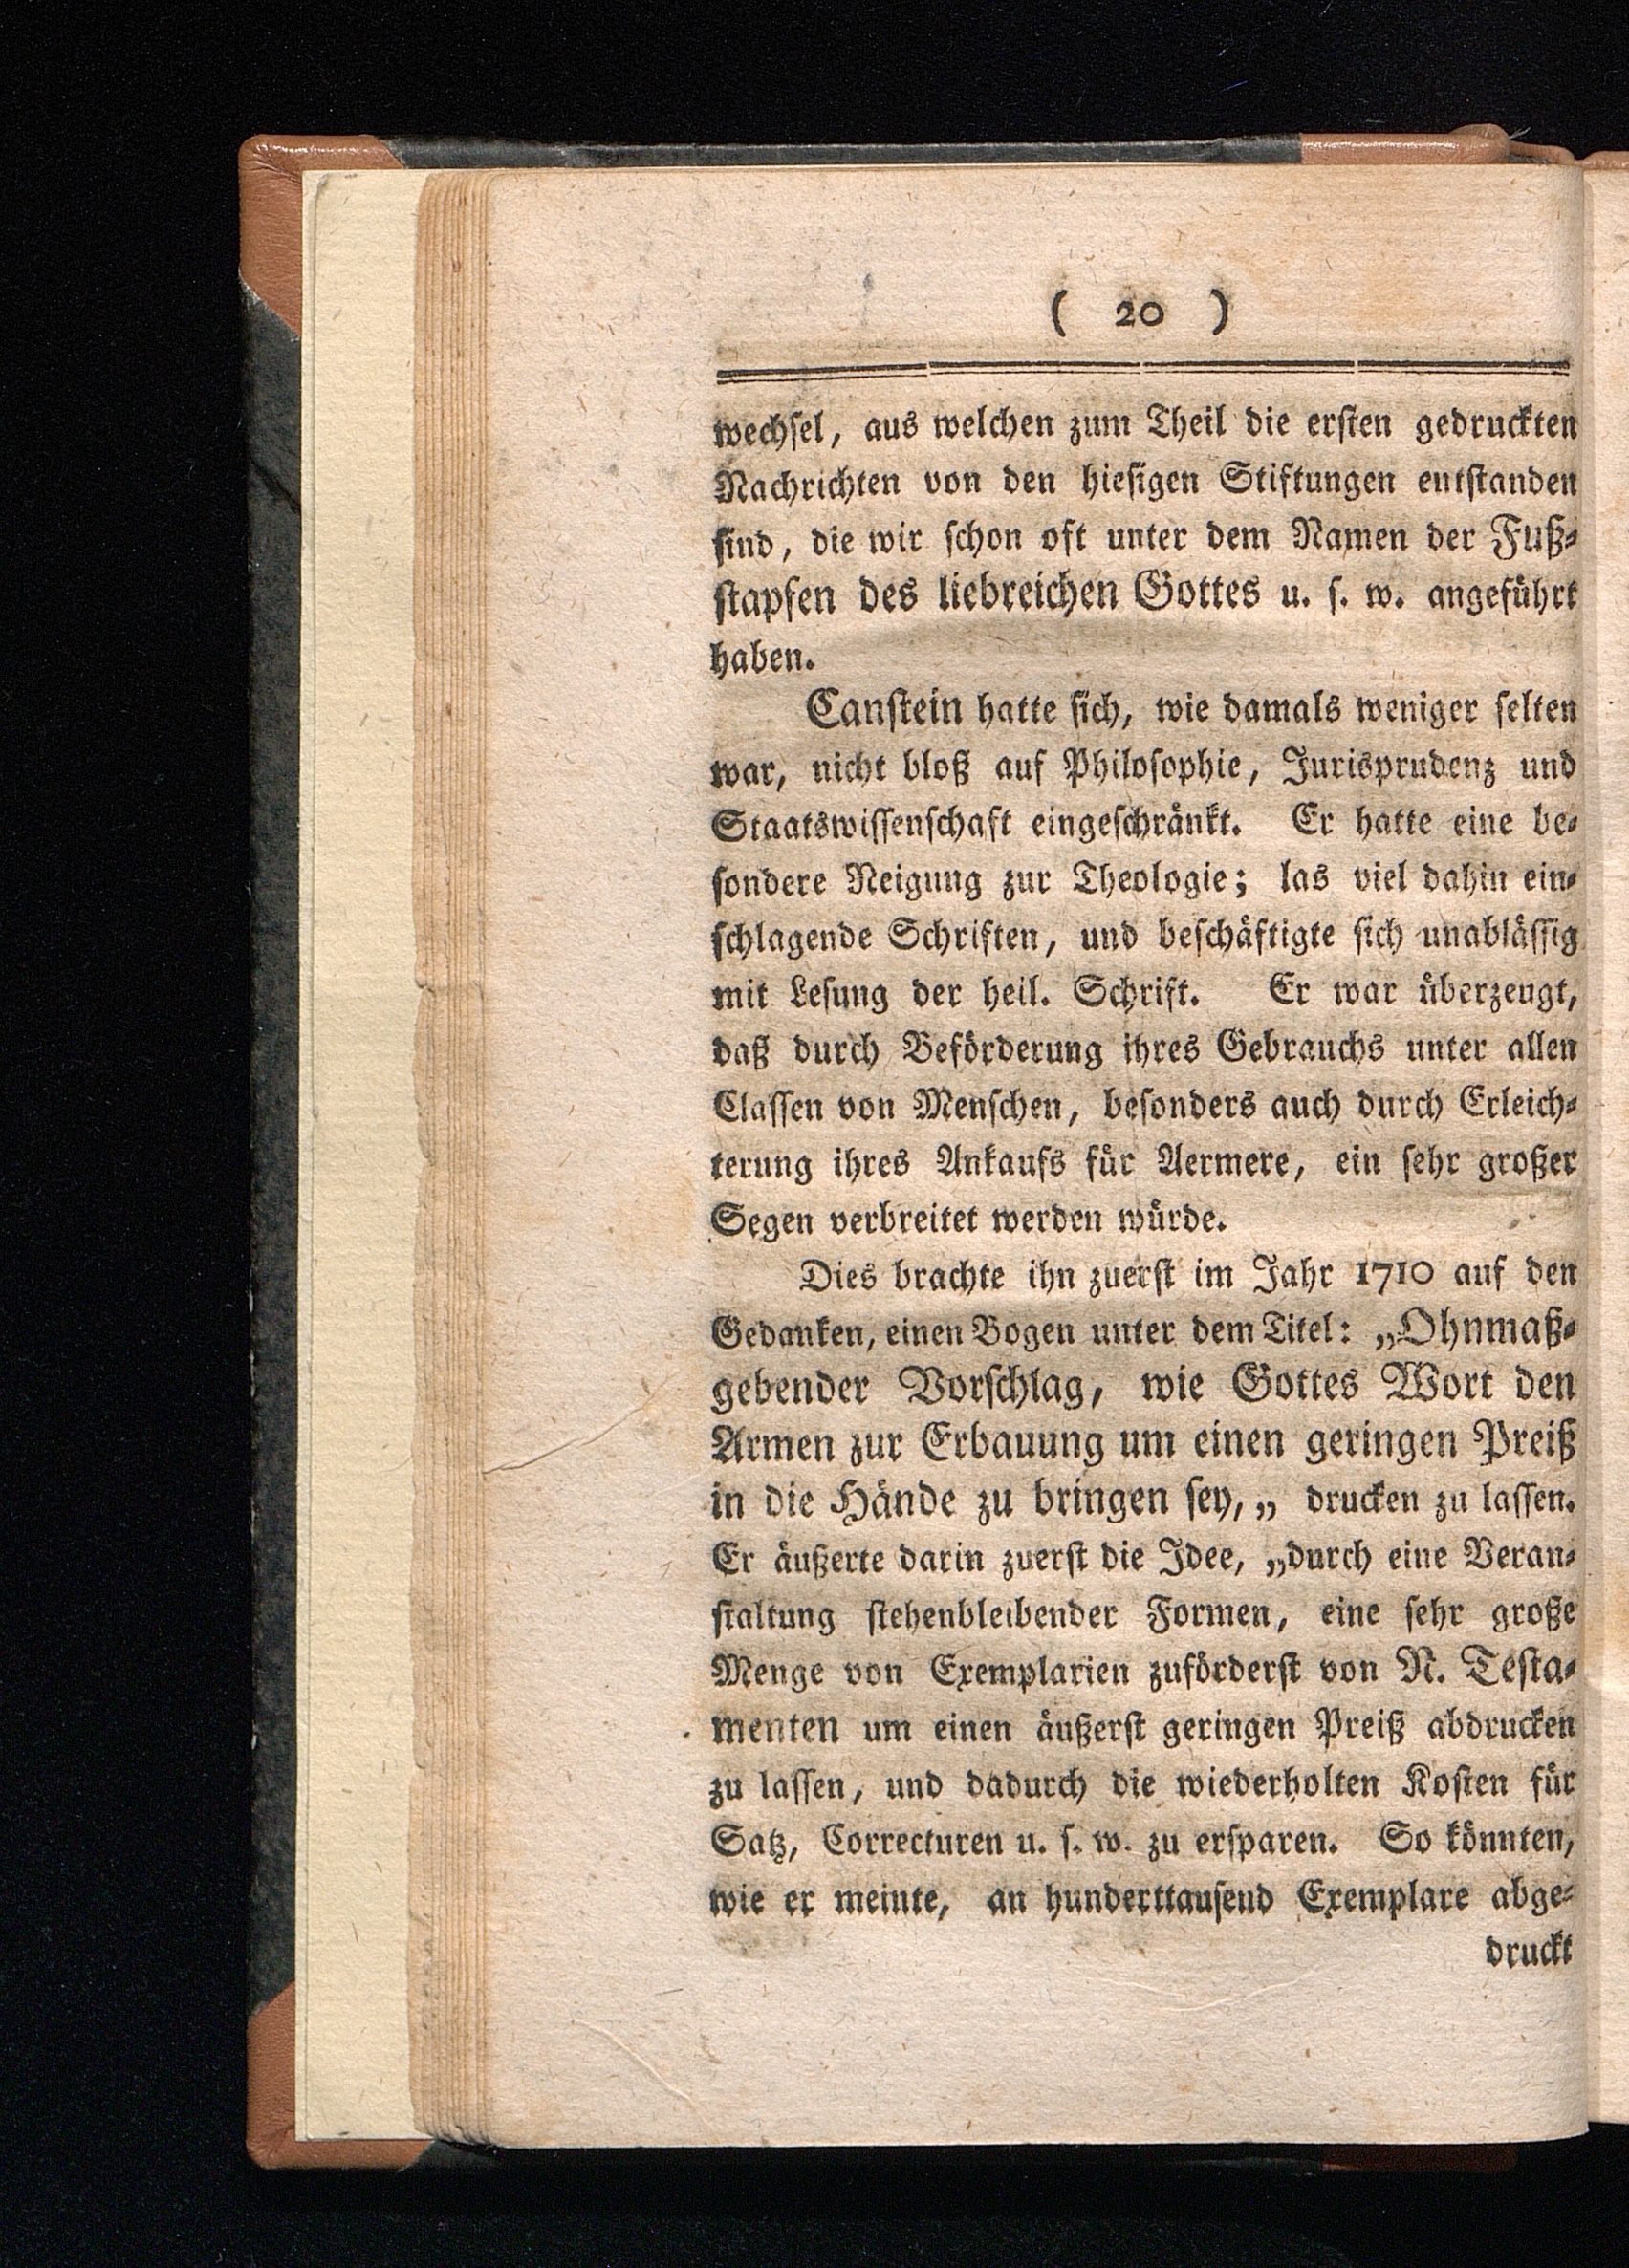 ( 20 )
wechſel, aus welchen zum Theil die erſten gedruckten
Nachrichten von den hieſigen Stiftungen entſtanden
ſind, die wir ſchon oft unter dem Namen der Fuß⸗
ſtapfen des liebreichen Gottes u. ſ. w. angeführt
haben.
Canſtein hatte ſich, wie damals weniger ſelten
war, nicht bloß auf Philoſophie, Jurisprudenz und
Staatswiſſenſchaft eingeſchränkt. Er hatte eine be⸗
ſondere Neigung zur Theologie; las viel dahin ein⸗
ſchlagende Schriften, und beſchäftigte ſich unabläſſig
mit Leſung der heil. Schrift. Er war überzeugt,
daß durch Beförderung ihres Gebrauchs unter allen
Claſſen von Menſchen, beſonders auch durch Erleich⸗
terung ihres Ankaufs für Aermere, ein ſehr großer
Segen verbreitet werden würde.
Dies brachte ihn zuerſt im Jahr 1710 auf den
Gedanken, einen Bogen unter dem Titel: „Ohnmaß⸗
gebender Vorſchlag, wie Gottes Wort den
Armen zur Erbauung um einen geringen Preiß
in die Hände zu bringen ſey, „ drucken zu laſſen.
Er äußerte darin zuerſt die Idee, „durch eine Veran⸗
ſtaltung ſtehenbleibender Formen, eine ſehr große
Menge von Exemplarien zuförderſt von N. Teſta⸗
menten um einen äußerſt geringen Preiß abdrucken
zu laſſen, und dadurch die wiederholten Koſten für
Satz, Correcturen u. ſ. w. zu erſparen. So könnten,
wie er meinte, an hunderttauſend Exemplare abge⸗
druckt